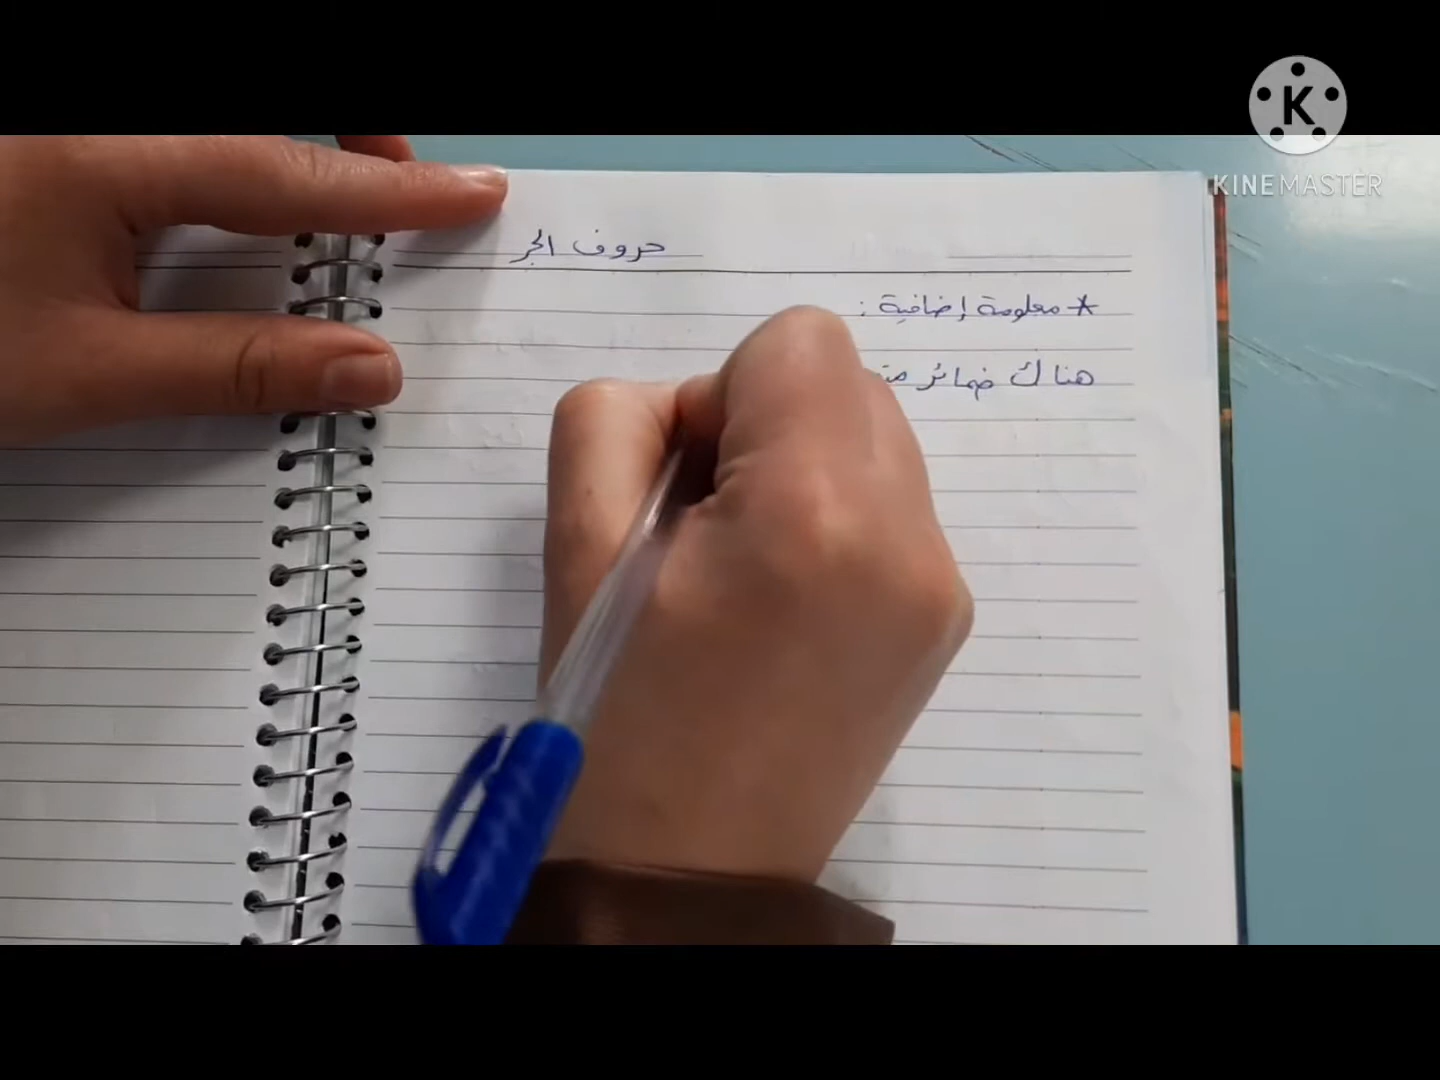 K
KINEMASTER
حروف الجر
* معلومة إضافية :
هناك ضمائر